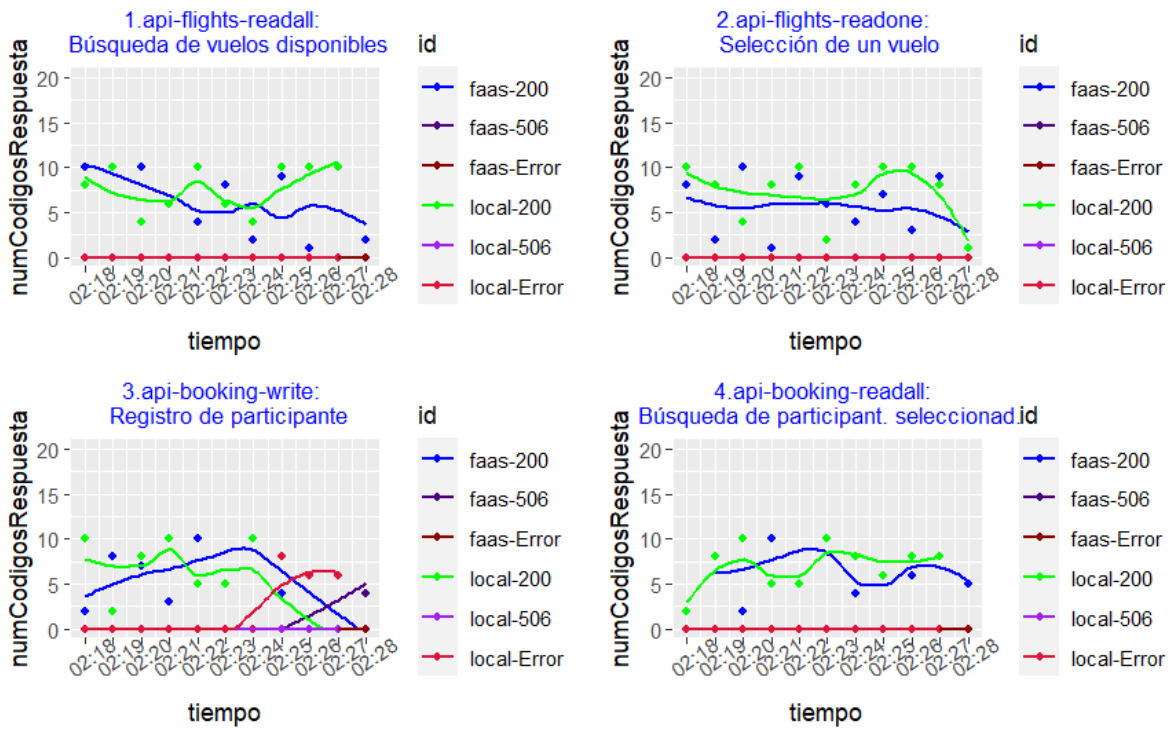 1.api-flights-readall:
Búsqueda de vuelos disponibles
numCodigosRespuesta
20
15
10
5
0
02:18
02:19
02:20
02:21
02:22
02:23
02:24
02:25
02:26
02:27
02:28
tiempo
id
faas-200
faas-506
faas-Error
local-200
local-506
local-Error
2.api-flights-readone:
Selección de un vuelo
numCodigosRespuesta
20
15
10
5
0
02:18
02:19
02:20
02:21
02:22
02:23
02:24
02:25
02:26
02:27
02:28
tiempo
id
faas-200
faas-506
faas-Error
local-200
local-506
local-Error
3.api-booking-write:
Registro de participante
numCodigosRespuesta
20
15
10
5
0
02:18
02:19
02:20
02:21
02:22
02:23
02:24
02:25
02:26
02:27
02:28
tiempo
id
faas-200
faas-506
faas-Error
local-200
local-506
local-Error
4.api-booking-readall:
Búsqueda de participant. seleccionad.
numCodigosRespuesta
20
15
10
5
0
02:18
02:19
02:20
02:21
02:22
02:23
02:24
02:25
02:26
02:27
02:28
tiempo
id
faas-200
faas-506
faas-Error
local-200
local-506
local-Error